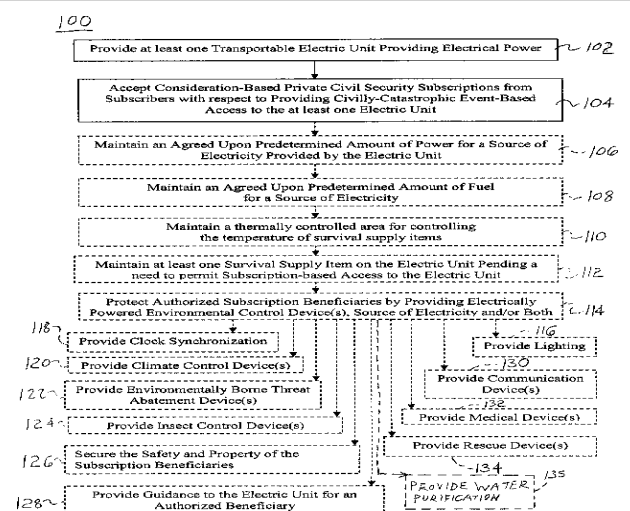 100
Provide at least one Transportable Electric Unit Providing Electrical Power
102
Accept Consideration-Based Private Civil Security Subscriptions from
Subscribers with respect to Providing Civilly-Catastrophic Event-Based
Access to the at least one Electric Unit
104
Maintain an Agreed Upon Predetermined Amount of Power for a Source of
Electricity Provided by the Electric Unit
106
Maintain an Agreed Upon Predetermined Amount of Fuel
for a Source of Electricity
108
Maintain a thermally controlled area for controlling
the temperature of survival supply items
110
Maintain at least one Survival Supply Item on the Electric Unit Pending a
need to permit Subscription-based Access to the Electric Unit
112
Protect Authorized Subscription Beneficiaries by Providing Electrically
Powered Environmental Control Device(s), Source of Electricity and/or Both
114
118
Provide Clock Synchronization
116
Provide Lighting
120
Provide Climate Control Device(s)
130
Provide Communication
Device(s)
122
Provide Environmentally Borne Threat
Abatement Device(s)
132
Provide Medical Device(s)
124
Provide Insect Control Device(s)
Provide Rescue Device(s)
134
126
Secure the Safety and Property of the
Subscription Beneficiaries
135
PROVIDE WATER
PURIFICATION
128
Provide Guidance to the Electric Unit for an
Authorized Beneficiary